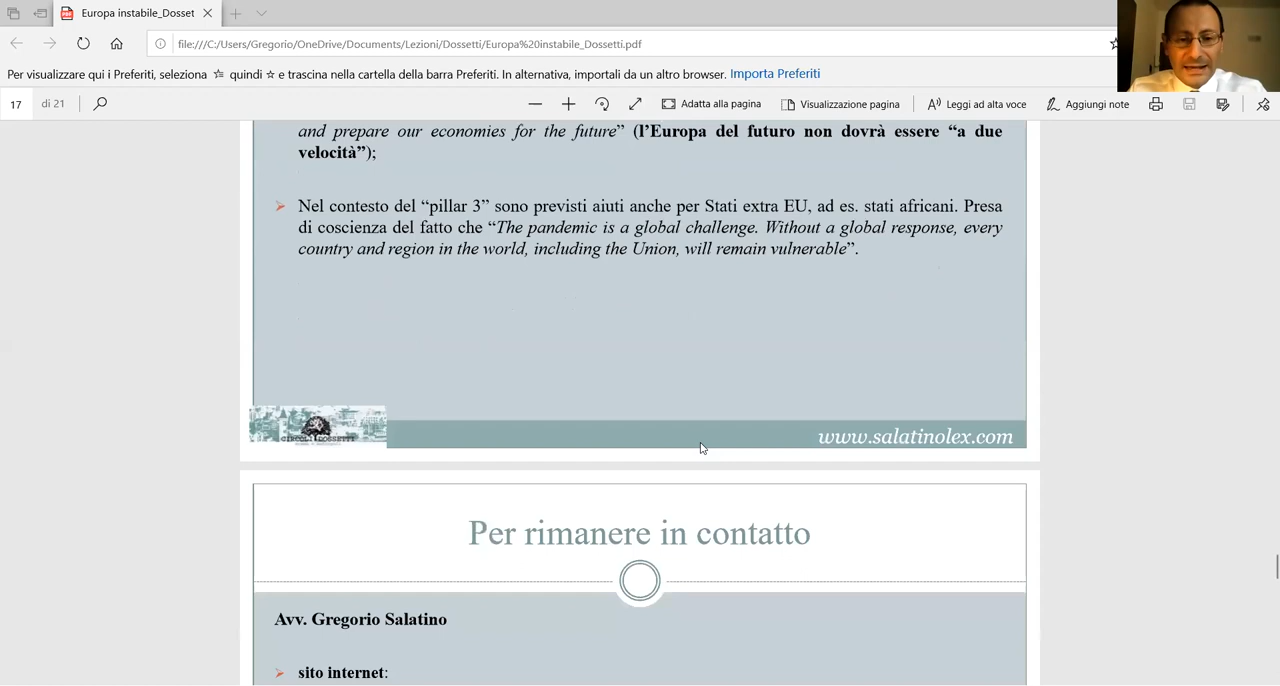 Europa instabile_Dosset
file:///C:/Users/Gregorio/OneDrive/Documents/Lezioni/Dossetti/Europa%20instabile_Dossetti.pdf
Per visualizzare qui i Preferiti, seleziona quindi e trascina nella cartella della barra Preferiti. In alternativa, importali da un altro browser. Importa Preferiti
17 di 21 Adatta alla pagina Visualizzazione pagina Leggi ad alta voce Aggiungi note
and prepare our economies for the future” (l’Europa del futuro non dovrà essere “a due
velocità”);
Nel contesto del “pillar 3” sono previsti aiuti anche per Stati extra EU, ad es. stati africani. Presa
di coscienza del fatto che “The pandemic is a global challenge. Without a global response, every
country and region in the world, including the Union, will remain vulnerable”.
CIRCOLI DOSSETTI
www.salatinolex.com
Per rimanere in contatto
Avv. Gregorio Salatino
sito internet: